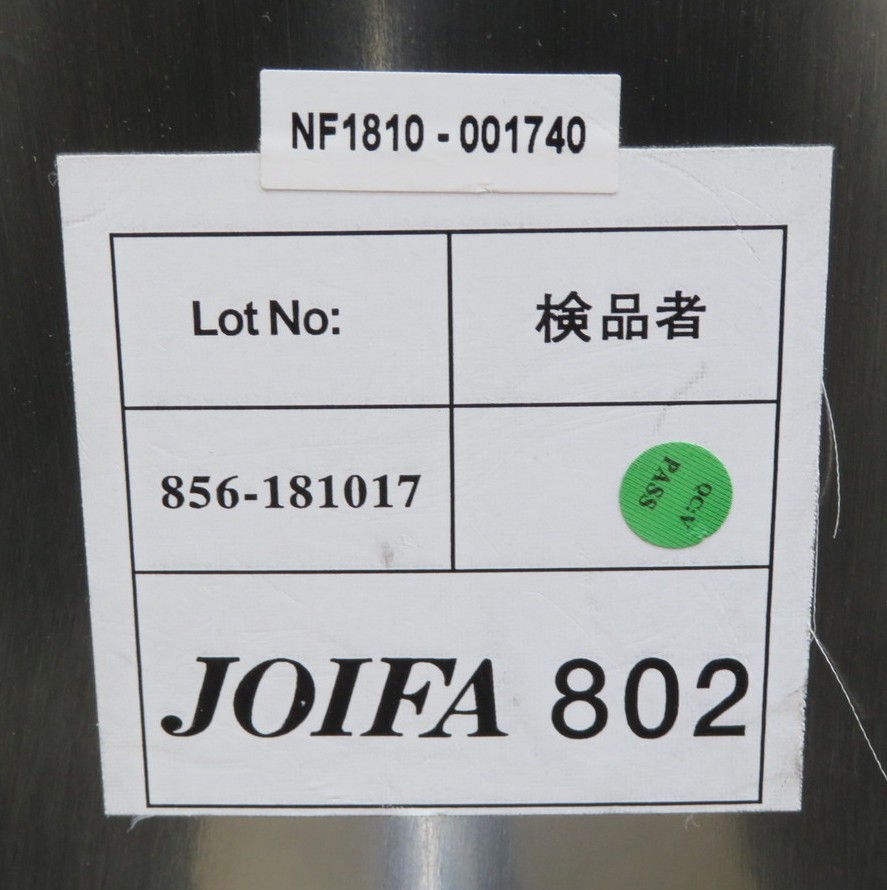 NF1810 - 001740
Lot No:
検品者
856-181017
QC:V
PASS
JOIFA 802